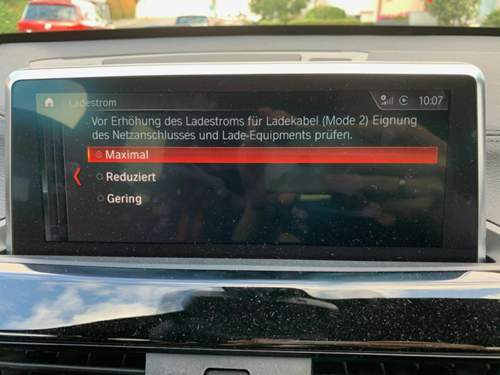 Ladestrom
10:07
Vor Erhöhung des Ladestroms für Ladekabel (Mode 2) Eignung
des Netzanschlusses und Lade-Equipments prüfen.
Maximal
Reduziert
Gering